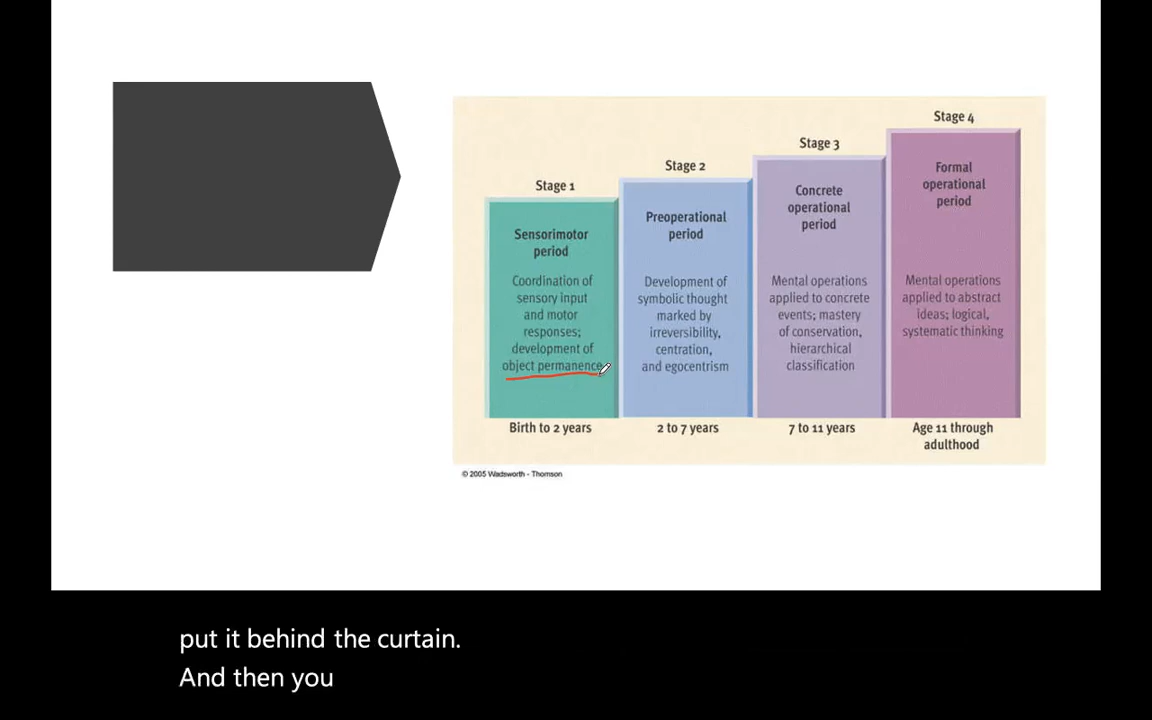 Stage 1
Sensorimotor
period
Coordination of
sensory input
and motor
responses;
development of
object permanence
Birth to 2 years
Stage 2
Preoperational
period
Development of
symbolic thought
marked by
irreversibility,
centration,
and egocentrism
2 to 7 years
Stage 3
Concrete
operational
period
Mental operations
applied to concrete
events; mastery
of conservation,
hierarchical
classification
7 to 11 years
Stage 4
Formal
operational
period
Mental operations
applied to abstract
ideas; logical,
systematic thinking
Age 11 through
adulthood
© 2005 Wadsworth - Thomson
put it behind the curtain.
And then you